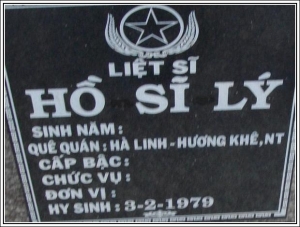 LIỆT SĨ
HỒ SĨ LÝ
SINH NĂM :
QUÊ QUÁN : HÀ LINH - HƯƠNG KHÊ,NT
CẤP BẬC :
CHỨC VỤ :
ĐƠN VỊ :
HY SINH : 3-2-1979